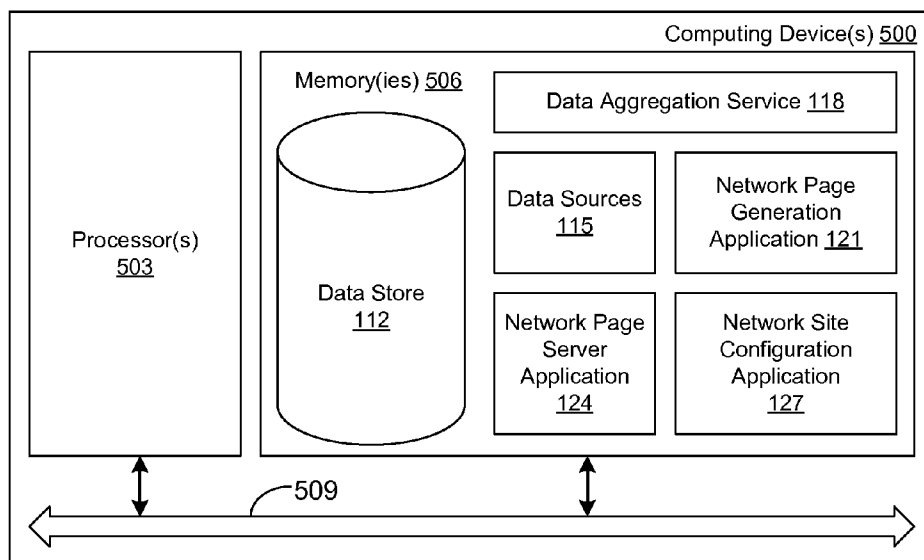 Computing Device(s) 500
Processor(s)
503
Memory(ies) 506
Data Store
112
Data Aggregation Service 118
Data Sources
115
Network Page
Generation
Application 121
Network Page
Server
Application
124
Network Site
Configuration
Application
127
509